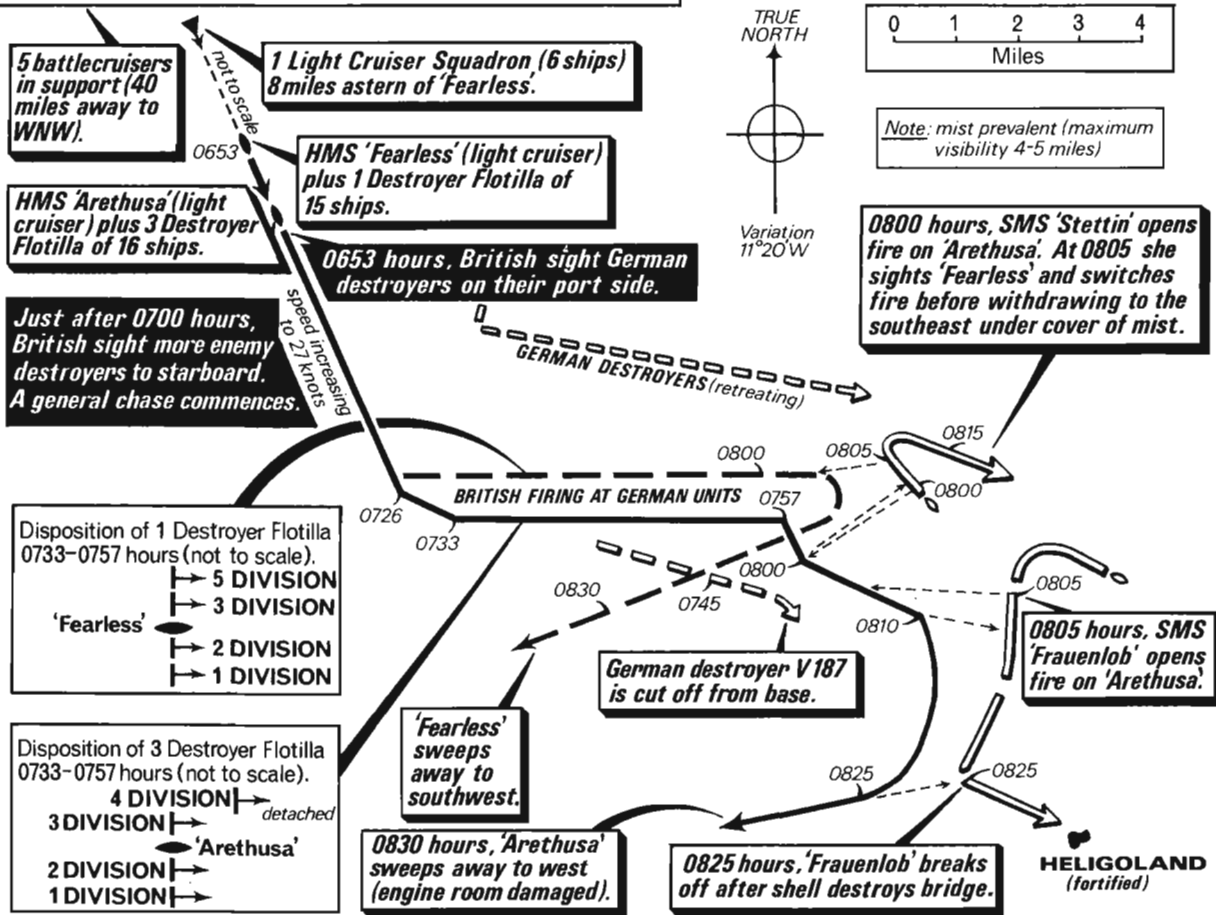 TRUE
NORTH
0 1 2 3 4
Miles
5 battlecruisers
in support (40
miles away to
WNW).
not to scale
1 Light Cruiser Squadron (6 ships)
8 miles astern of 'Fearless'.
Note: mist prevalent (maximum
visibility 4-5 miles)
0653
HMS 'Fearless' (light cruiser)
plus 1 Destroyer Flotilla of
15 ships.
HMS 'Arethusa' (light
cruiser) plus 3 Destroyer
Flotilla of 16 ships.
Variation
11°20'W
0800 hours, SMS 'Stettin' opens
fire on 'Arethusa'. At 0805 she
sights 'Fearless' and switches
fire before withdrawing to the
southeast under cover of mist.
0653 hours, British sight German
destroyers on their port side.
Just after 0700 hours,
British sight more enemy
destroyers to starboard.
A general chase commences.
speed increasing
to 27 knots
GERMAN DESTROYERS (retreating)
0815
0805
0800
0800
BRITISH FIRING AT GERMAN UNITS
0757
0726
0733
0800
0745
0830
0810
0805
Disposition of 1 Destroyer Flotilla
0733-0757 hours (not to scale).
5 DIVISION
3 DIVISION
'Fearless'
2 DIVISION
1 DIVISION
German destroyer V187
is cut off from base.
0805 hours, SMS
'Frauenlob' opens
fire on 'Arethusa'.
'Fearless'
sweeps
away to
southwest.
Disposition of 3 Destroyer Flotilla
0733-0757 hours (not to scale).
4 DIVISION
detached
3 DIVISION
'Arethusa'
2 DIVISION
1 DIVISION
0825
0825
0830 hours, 'Arethusa'
sweeps away to west
(engine room damaged).
0825 hours, 'Frauenlob' breaks
off after shell destroys bridge.
HELIGOLAND
(fortified)